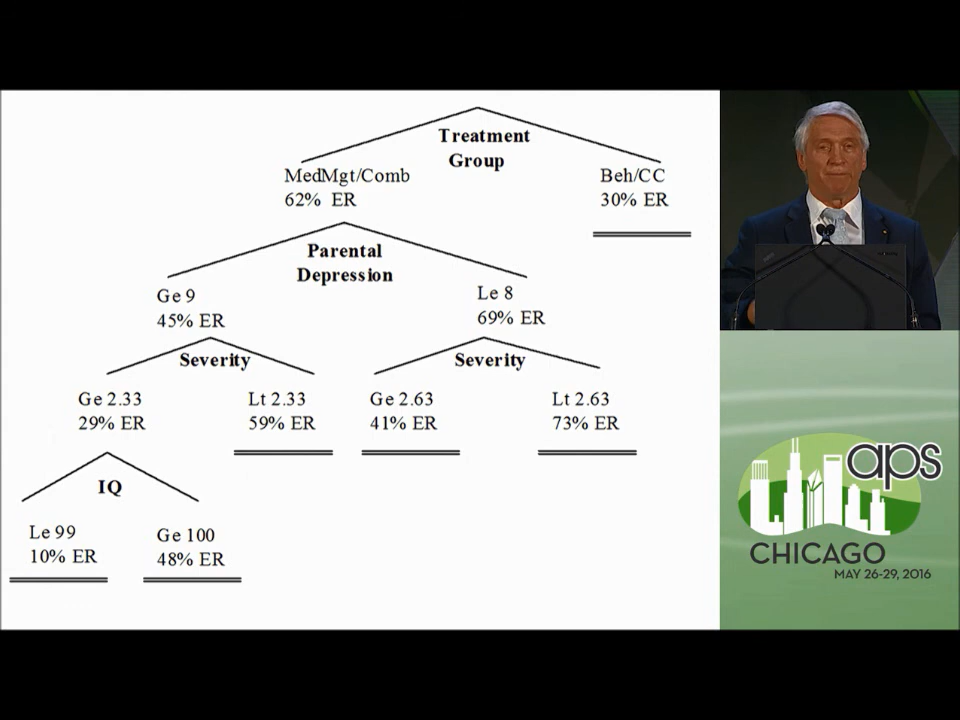 Treatment
Group
MedMgt/Comb
62% ER
Beh/CC
30% ER
Parental
Depression
Ge 9
45% ER
Le 8
69% ER
Severity
Severity
Ge 2.33
29% ER
Lt 2.33
59% ER
Ge 2.63
41% ER
Lt 2.63
73% ER
IQ
Le 99
10% ER
Ge 100
48% ER
aps
CHICAGO
MAY 26-29, 2016